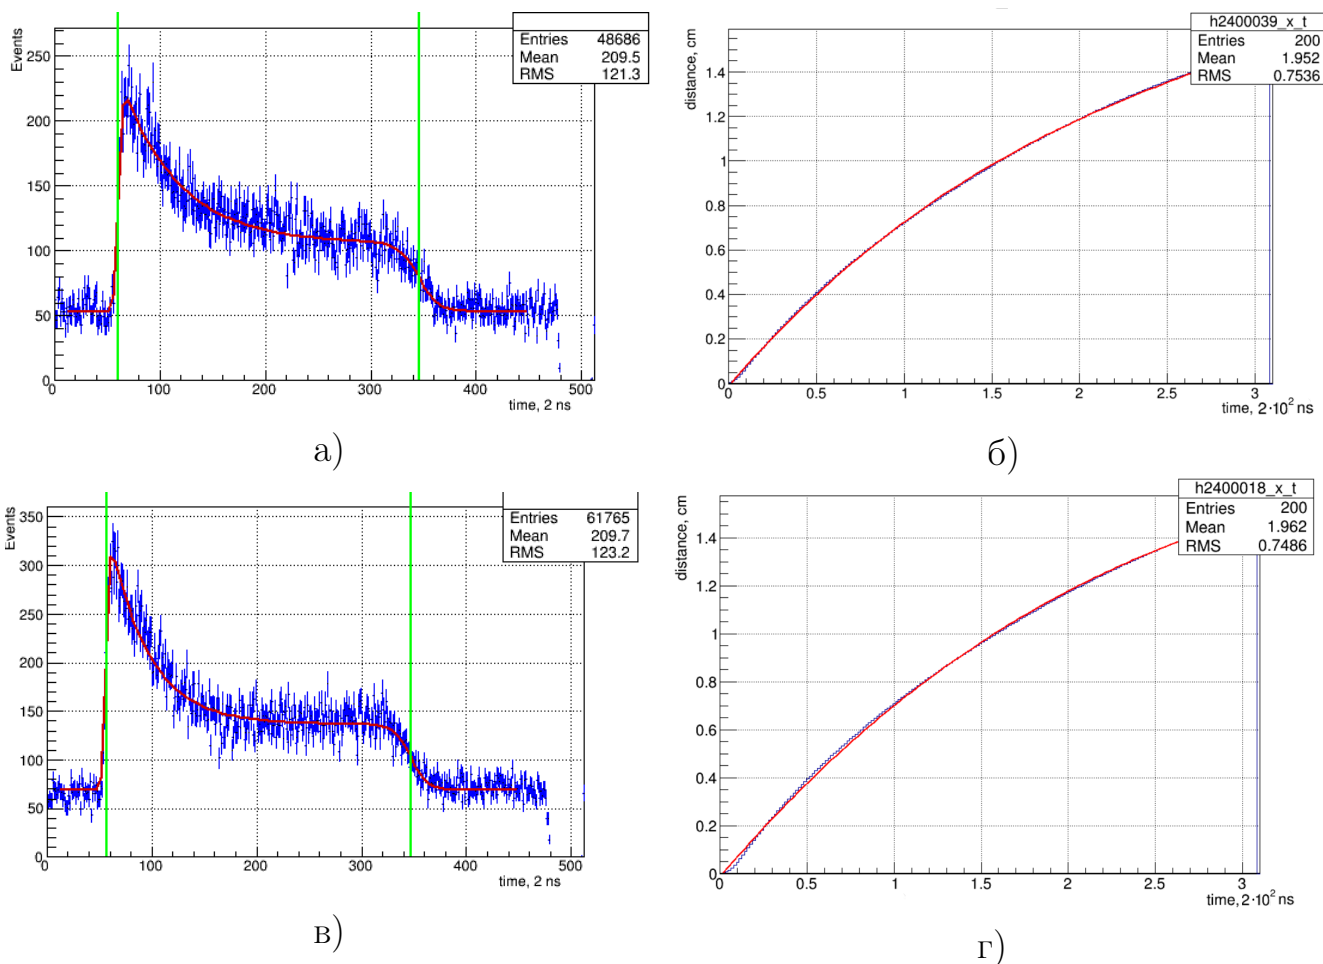 Events
250
200
150
100
50
0
100
200
300
400
500
time, 2 ns
Entries 48686
Mean 209.5
RMS 121.3
а)
distance, cm
1.4
1.2
1
0.8
0.6
0.4
0.2
0
0
0.5
1
1.5
2
2.5
3
time, 2·10² ns
h2400039_x_t
Entries 200
Mean 1.952
RMS 0.7536
б)
Events
350
300
250
200
150
100
50
0
0
100
200
300
400
500
time, 2 ns
Entries 61765
Mean 209.7
RMS 123.2
в)
distance, cm
1.4
1.2
1
0.8
0.6
0.4
0.2
0
0
0.5
1
1.5
2
2.5
3
time, 2·10² ns
h2400018_x_t
Entries 200
Mean 1.962
RMS 0.7486
г)